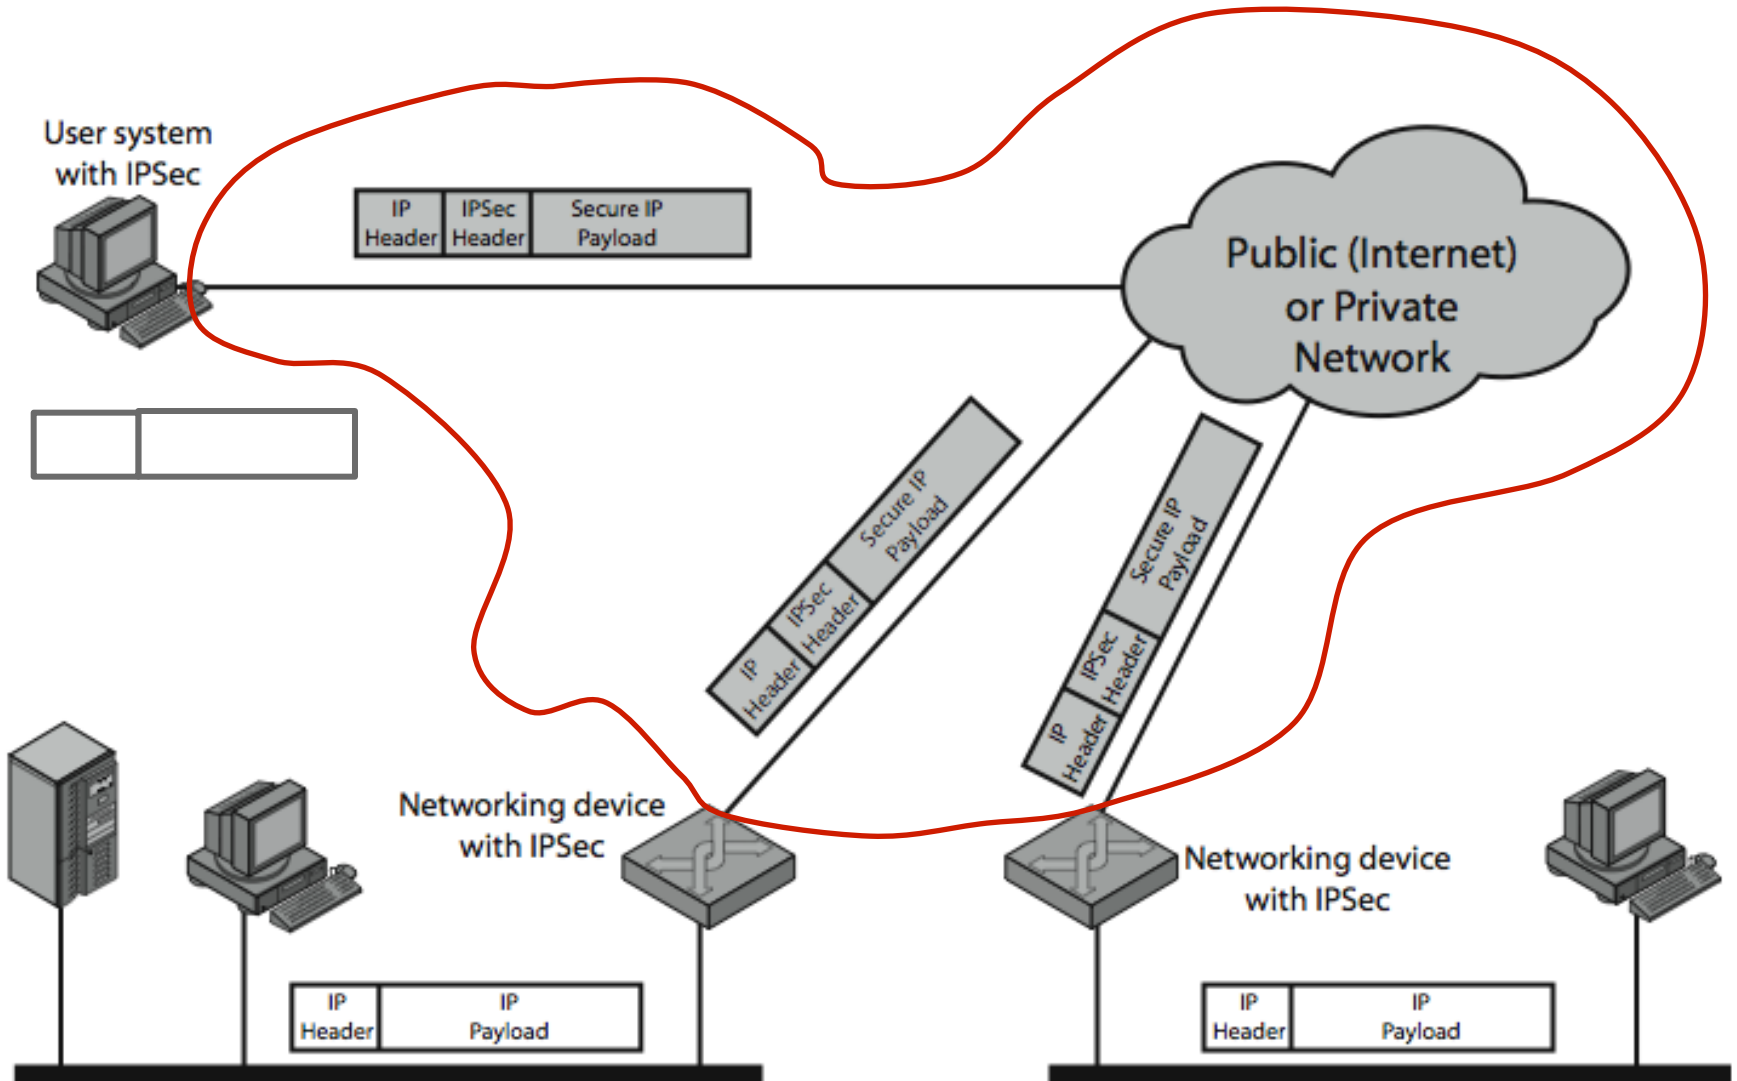 User system
with IPSec
IP
Header
IPSec
Header
Secure IP
Payload
Public (Internet)
or Private
Network
Secure IP
Payload
IPSec
Header
IP
Header
Secure IP
Payload
IPSec
Header
IP
Header
Networking device
with IPSec
Networking device
with IPSec
IP
Header
IP
Payload
IP
Header
IP
Payload